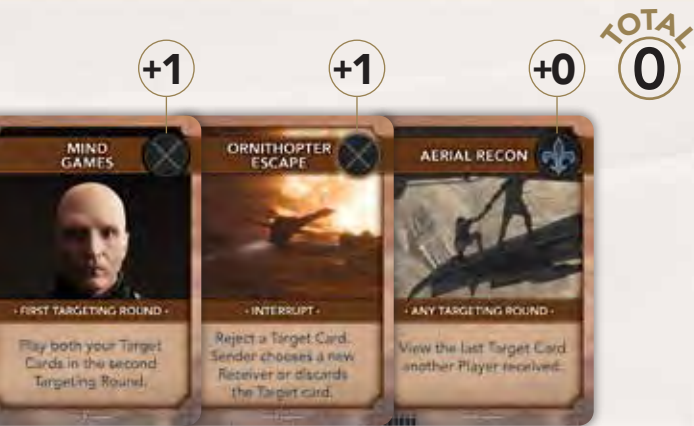 TOTAL
0
+1
+1
+0
MIND
GAMES
• FIRST TARGETING ROUND •
Play both your Target
Cards in the second
Targeting Round.
ORNITHOPTER
ESCAPE
• INTERRUPT •
Reject a Target Card.
Sender chooses a new
Receiver or discards
the Target card.
AERIAL RECON
• ANY TARGETING ROUND •
View the last Target Card
another Player received.